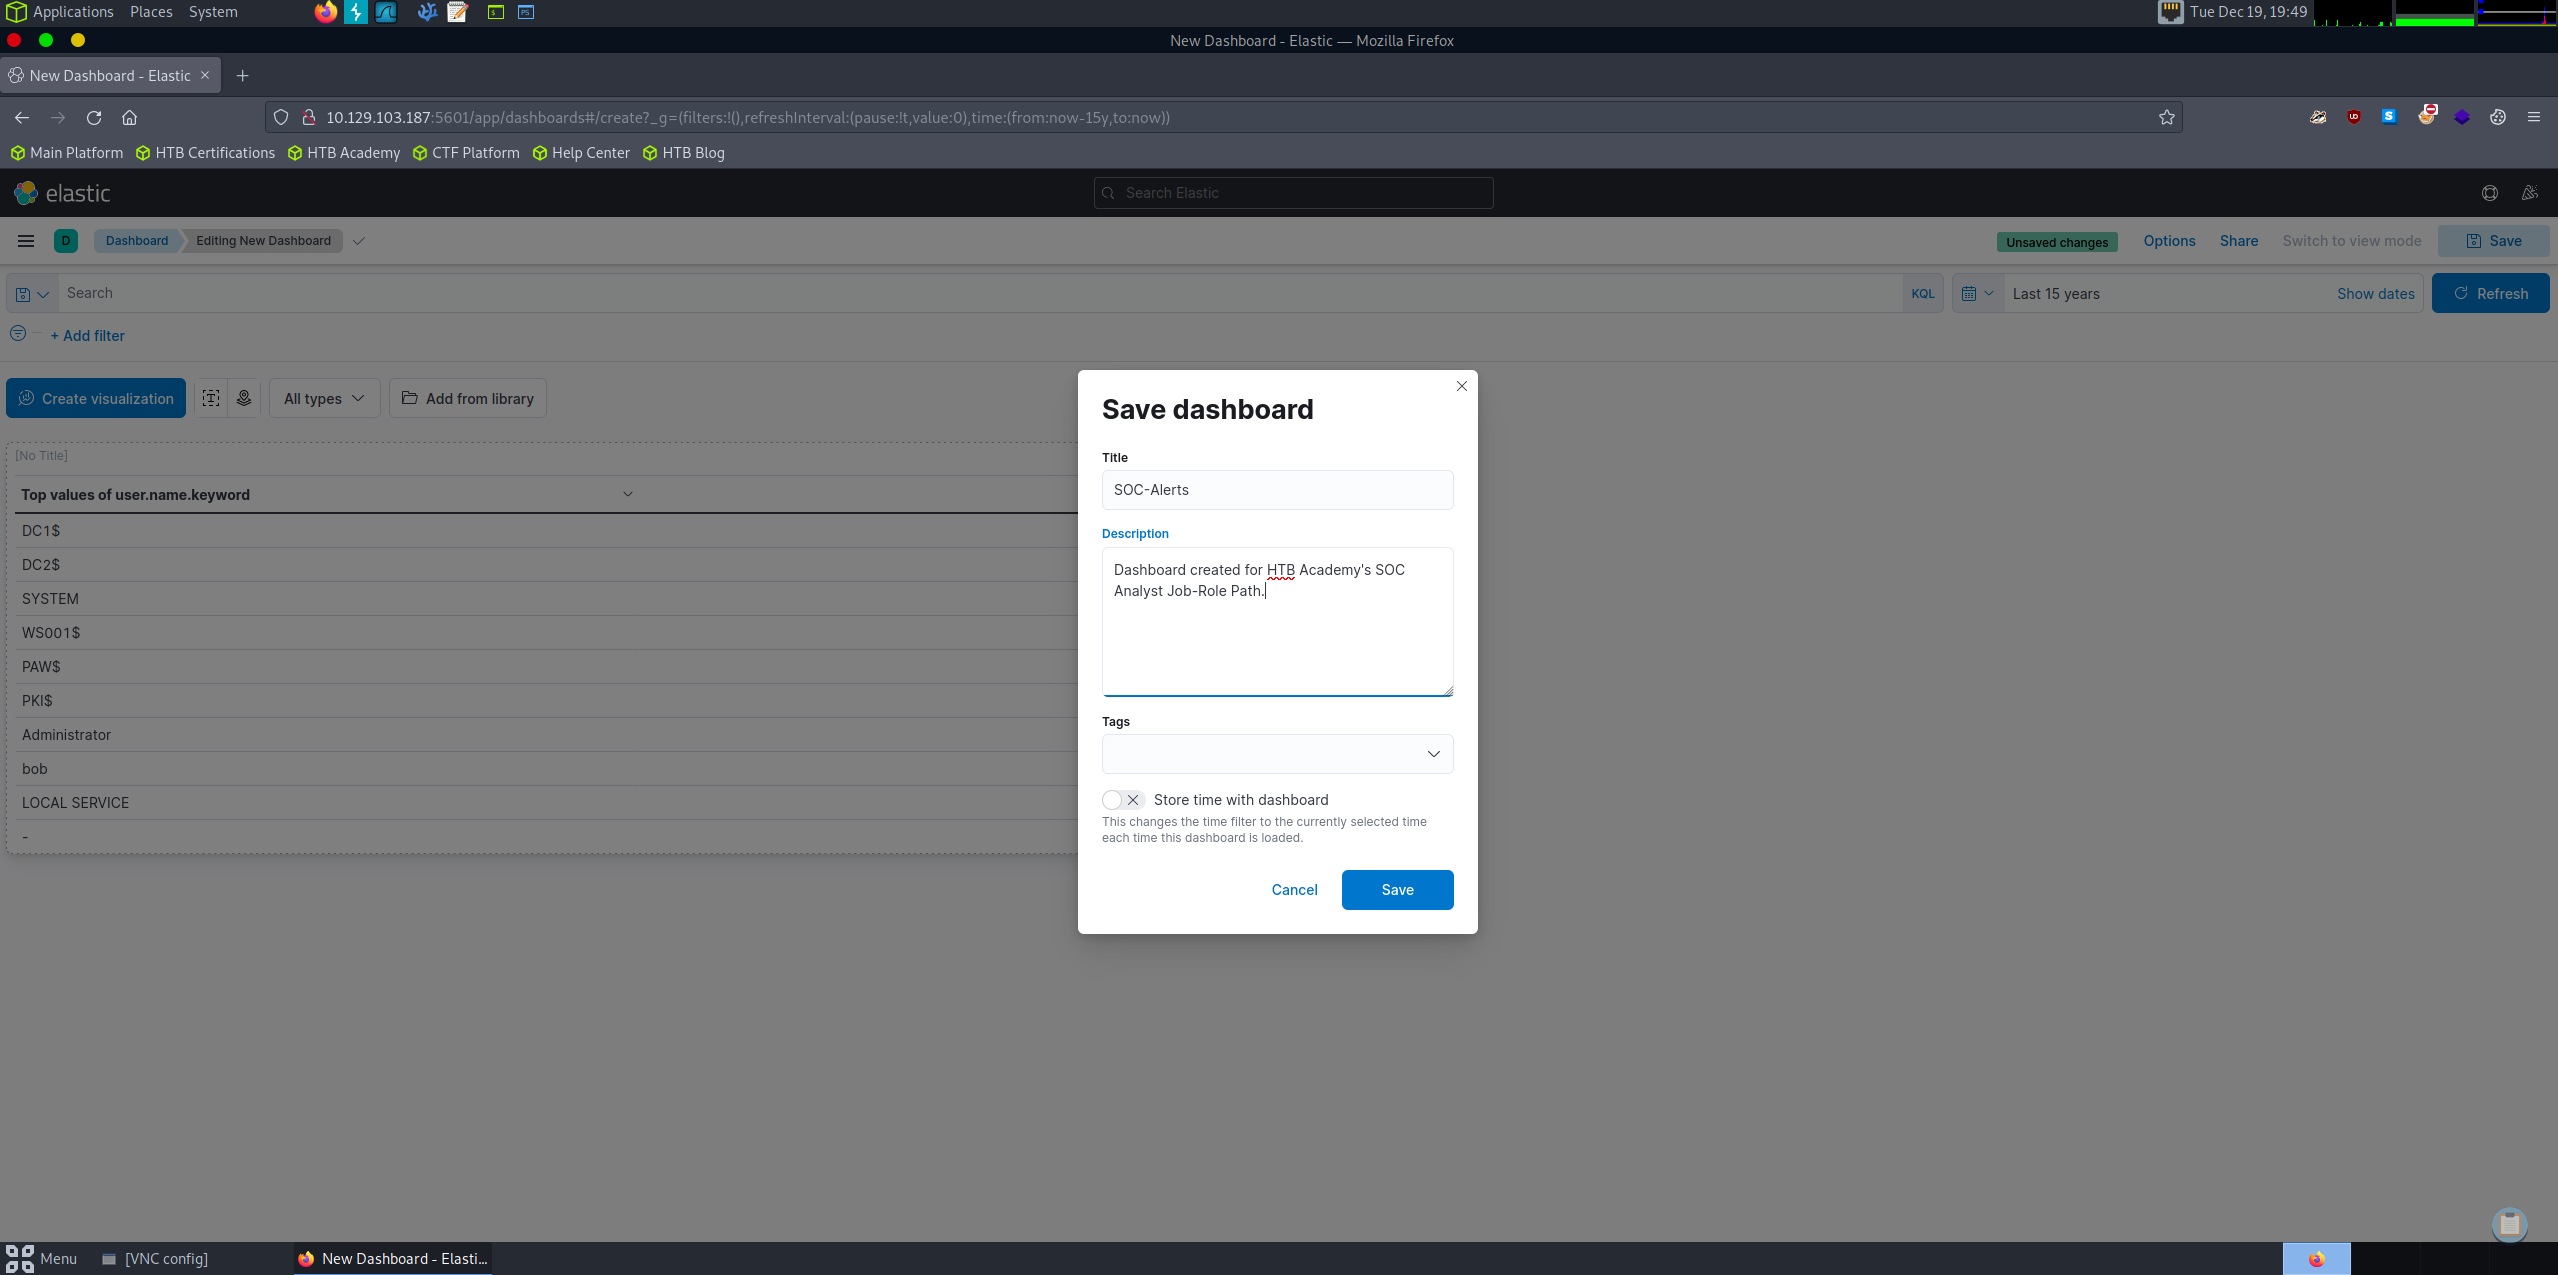 Applications Places System
Tue Dec 19, 19:49
New Dashboard - Elastic — Mozilla Firefox
New Dashboard - Elastic
10.129.103.187:5601/app/dashboards#/create?_g=(filters:!(),refreshInterval:(pause:!t,value:0),time:(from:now-15y,to:now))
Main Platform HTB Certifications HTB Academy CTF Platform Help Center HTB Blog
elastic
Search Elastic
D Dashboard Editing New Dashboard
Unsaved changes Options Share Switch to view mode Save
Search
KQL
Last 15 years
Show dates
Refresh
+ Add filter
Create visualization
All types
Add from library
[No Title]
Top values of user.name.keyword
DC1$
DC2$
SYSTEM
WS001$
PAW$
PKI$
Administrator
bob
LOCAL SERVICE
-
Save dashboard
Title
SOC-Alerts
Description
Dashboard created for HTB Academy's SOC
Analyst Job-Role Path.
Tags
Store time with dashboard
This changes the time filter to the currently selected time
each time this dashboard is loaded.
Cancel
Save
Menu
[VNC config]
New Dashboard - Elasti...